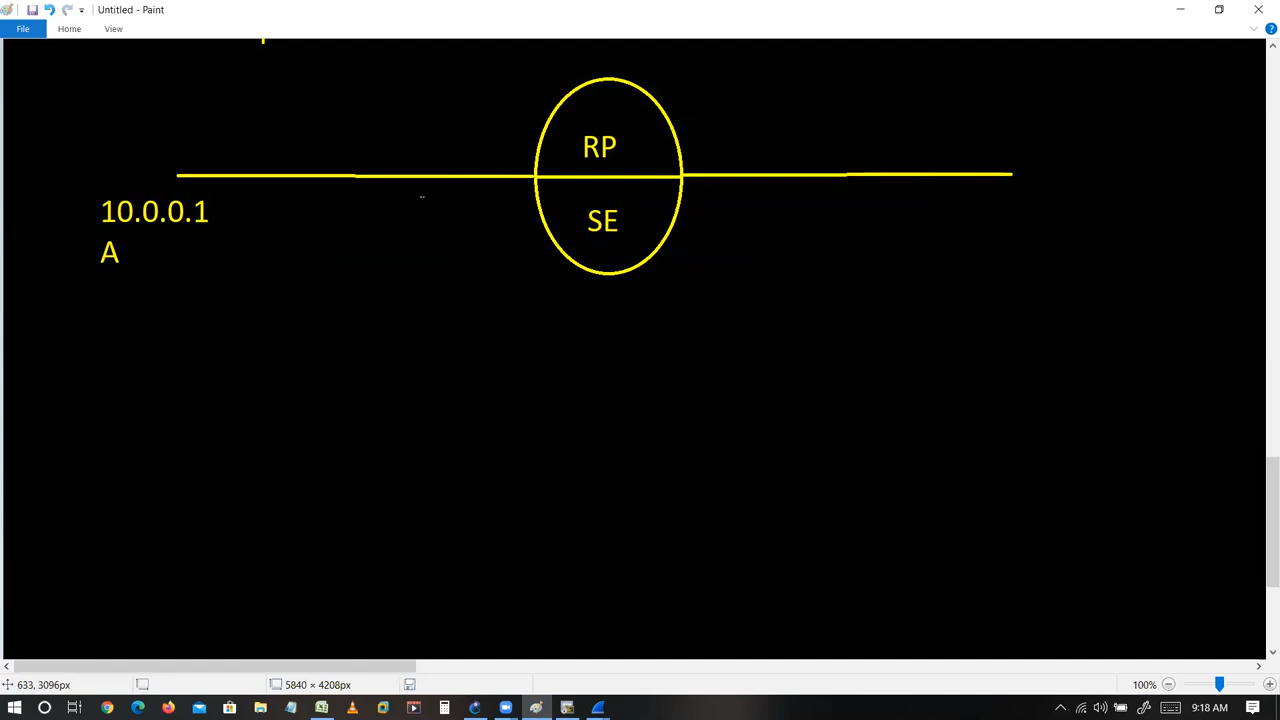 Untitled - Paint
File Home View
RP
10.0.0.1
SE
A
633, 3096px
5840 × 4208px
100%
9:18 AM